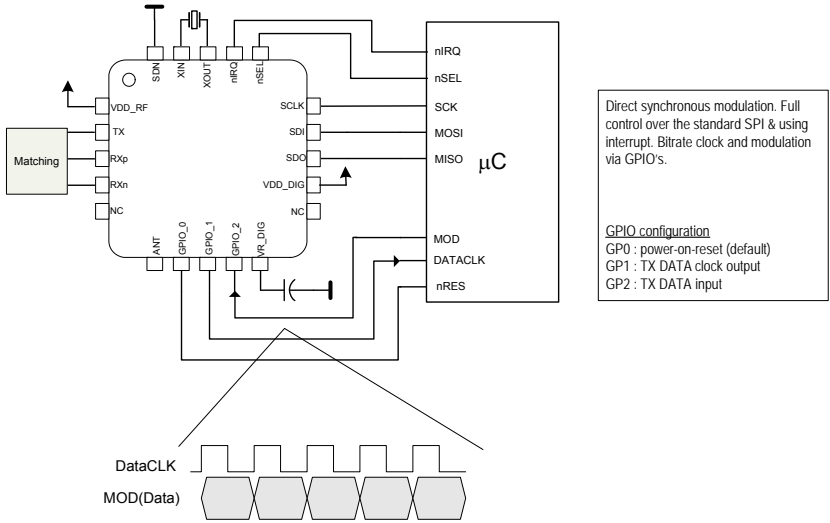 SDN
XIN
XOUT
nIRQ
nSEL
VDD_RF
TX
RXp
RXn
NC
SCLK
SDI
SDO
VDD_DIG
NC
ANT
GPIO_0
GPIO_1
GPIO_2
VR_DIG
Matching
nIRQ
nSEL
SCK
MOSI
MISO
µC
MOD
DATACLK
nRES
Direct synchronous modulation. Full
control over the standard SPI & using
interrupt. Bitrate clock and modulation
via GPIO's.
GPIO configuration
GP0 : power-on-reset (default)
GP1 : TX DATA clock output
GP2 : TX DATA input
DataCLK
MOD(Data)